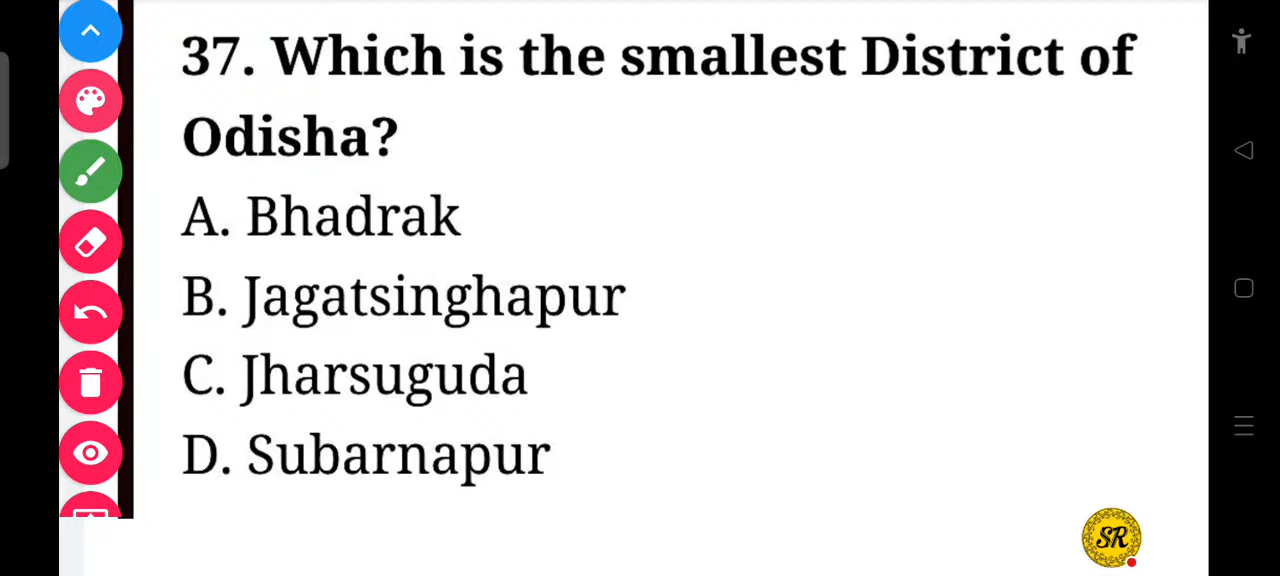 37. Which is the smallest District of
Odisha?
A. Bhadrak
B. Jagatsinghapur
C. Jharsuguda
D. Subarnapur
SR